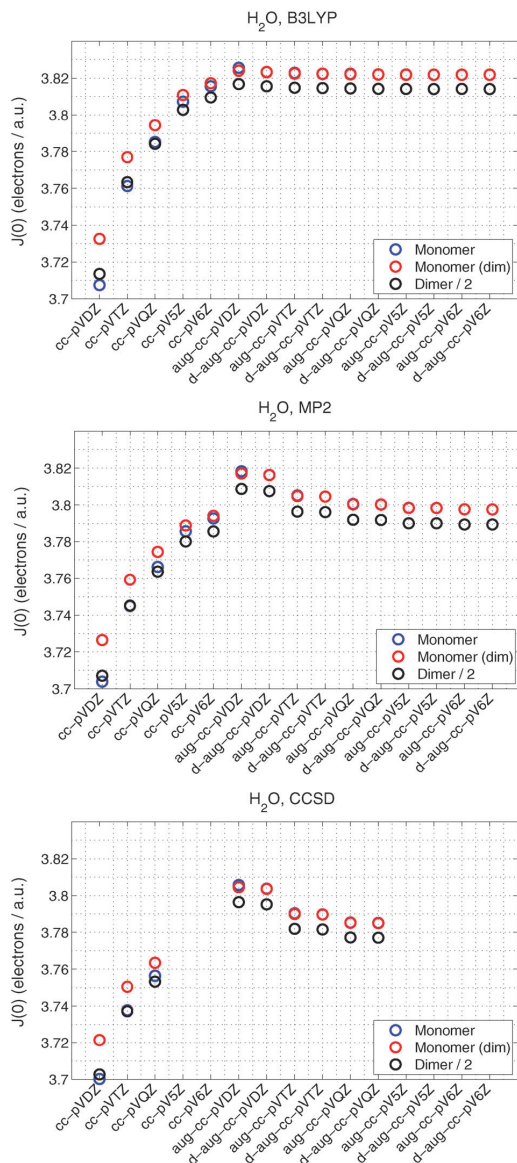 H2O, B3LYP
J(0) (electrons / a.u.)
3.82
3.8
3.78
3.76
3.74
3.72
3.7
Monomer
Monomer (dim)
Dimer / 2
cc−pVDZ
cc−pVTZ
cc−pVQZ
cc−pV5Z
cc−pV6Z
aug−cc−pVDZ
d−aug−cc−pVDZ
aug−cc−pVTZ
d−aug−cc−pVTZ
aug−cc−pVQZ
d−aug−cc−pVQZ
aug−cc−pV5Z
d−aug−cc−pV5Z
aug−cc−pV6Z
d−aug−cc−pV6Z
H2O, MP2
J(0) (electrons / a.u.)
3.82
3.8
3.78
3.76
3.74
3.72
3.7
Monomer
Monomer (dim)
Dimer / 2
cc−pVDZ
cc−pVTZ
cc−pVQZ
cc−pV5Z
cc−pV6Z
aug−cc−pVDZ
d−aug−cc−pVDZ
aug−cc−pVTZ
d−aug−cc−pVTZ
aug−cc−pVQZ
d−aug−cc−pVQZ
aug−cc−pV5Z
d−aug−cc−pV5Z
aug−cc−pV6Z
d−aug−cc−pV6Z
H2O, CCSD
J(0) (electrons / a.u.)
3.82
3.8
3.78
3.76
3.74
3.72
3.7
Monomer
Monomer (dim)
Dimer / 2
cc−pVDZ
cc−pVTZ
cc−pVQZ
cc−pV5Z
cc−pV6Z
aug−cc−pVDZ
d−aug−cc−pVDZ
aug−cc−pVTZ
d−aug−cc−pVTZ
aug−cc−pVQZ
d−aug−cc−pVQZ
aug−cc−pV5Z
d−aug−cc−pV5Z
aug−cc−pV6Z
d−aug−cc−pV6Z